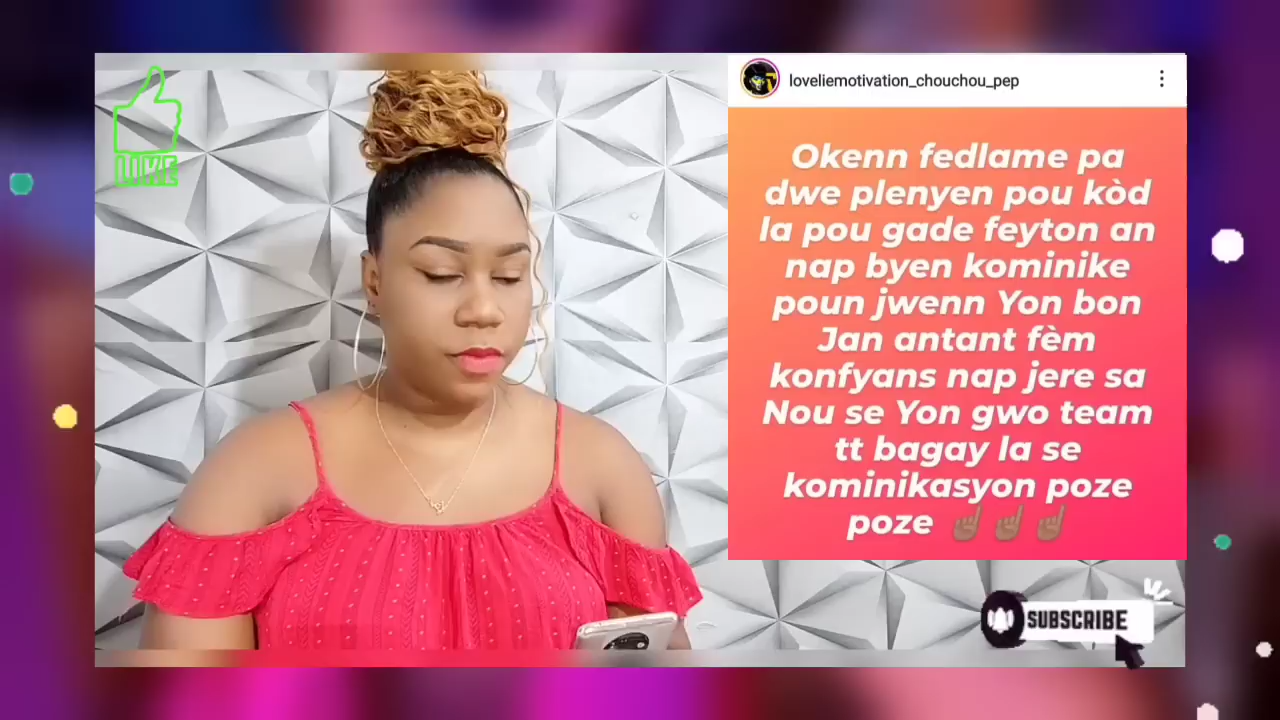 LIKE
loveliemotivation_chouchou_pep
Okenn fedlame pa
dwe plenyen pou kòd
la pou gade feyton an
nap byen kominike
poun jwenn Yon bon
Jan antant fèm
konfyans nap jere sa
Nou se Yon gwo team
tt bagay la se
kominikasyon poze
poze ☝🏾☝🏾☝🏾
SUBSCRIBE